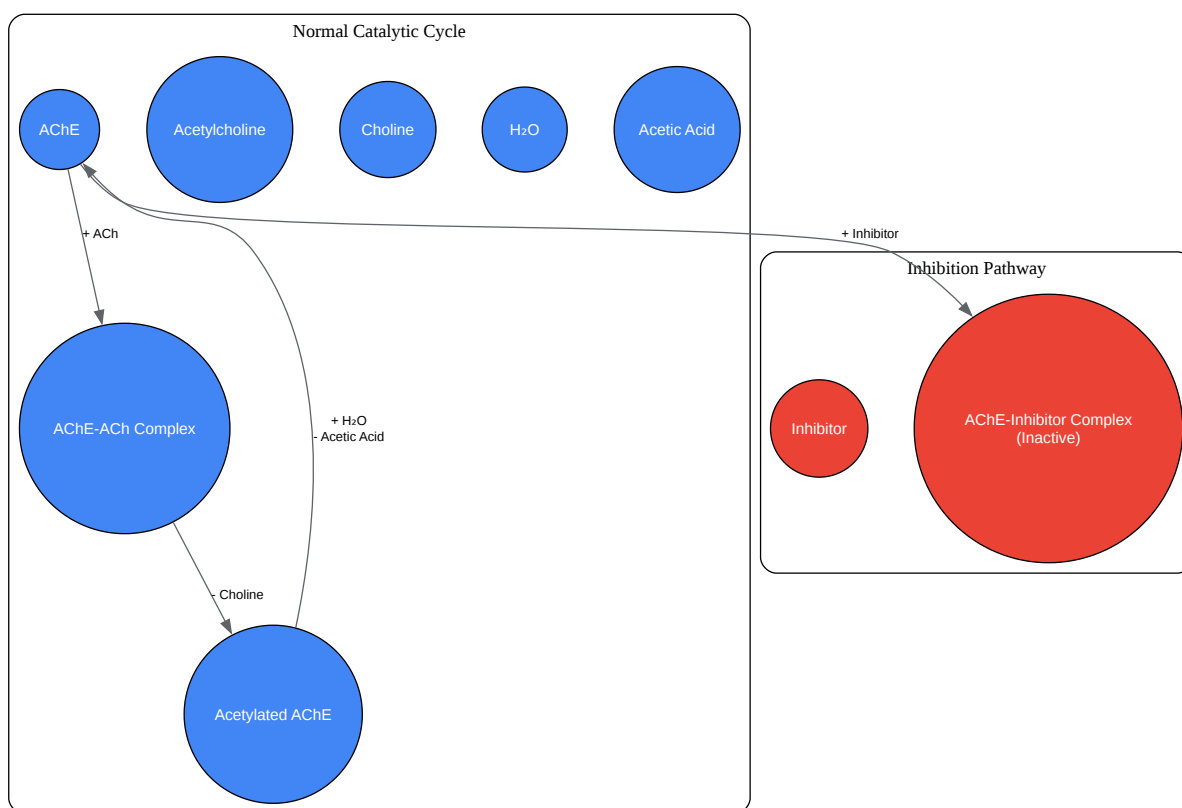 Normal Catalytic Cycle
AChE
Acetylcholine
Choline
H₂O
Acetic Acid
+ ACh
+ Inhibitor
Inhibition Pathway
AChE-ACh Complex
+ H₂O
- Acetic Acid
Inhibitor
AChE-Inhibitor Complex
(Inactive)
- Choline
Acetylated AChE